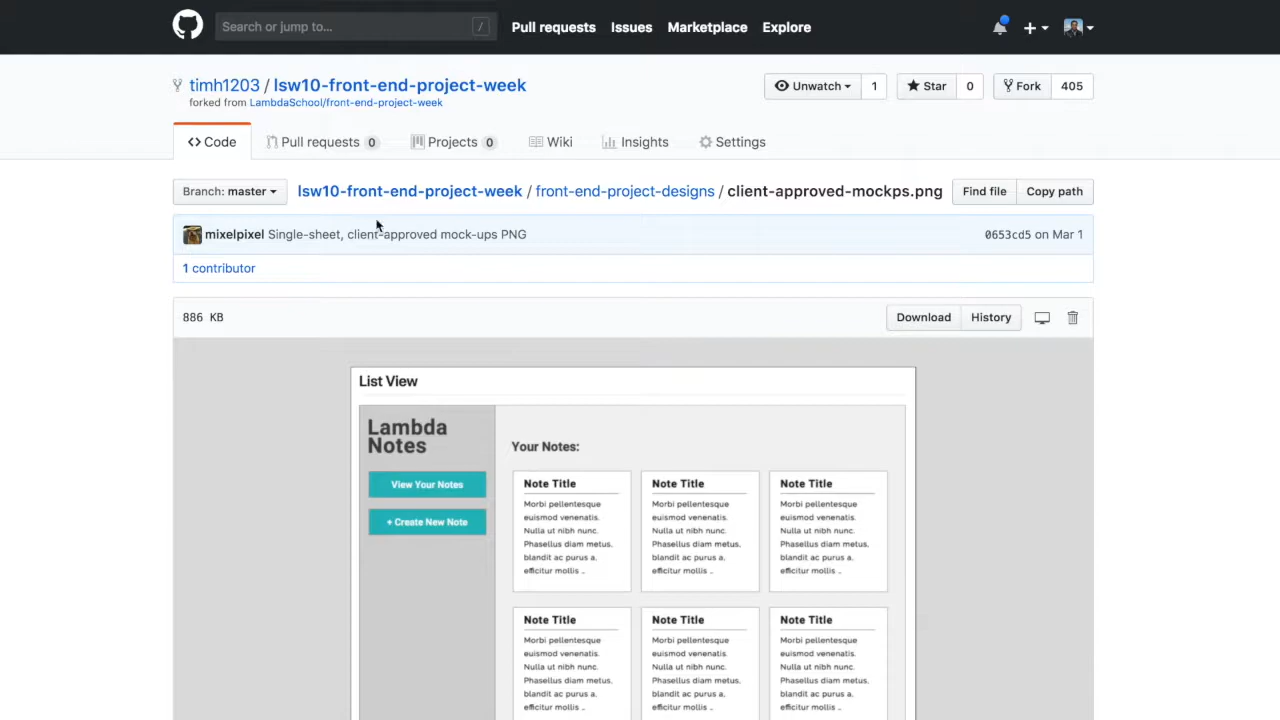 Search or jump to... /
Pull requests Issues Marketplace Explore
timh1203 / lsw10-front-end-project-week
forked from LambdaSchool/front-end-project-week
Unwatch 1 Star 0 Fork 405
Code Pull requests 0 Projects 0 Wiki Insights Settings
Branch: master lsw10-front-end-project-week / front-end-project-designs / client-approved-mockps.png Find file Copy path
mixelpixel Single-sheet, client-approved mock-ups PNG 0653cd5 on Mar 1
1 contributor
886 KB Download History
List View
Lambda
Notes
View Your Notes
+ Create New Note
Your Notes:
Note Title
Morbi pellentesque
euismod venenatis.
Nulla ut nibh nunc.
Phasellus diam metus,
blandit ac purus a,
efficitur mollis ..
Note Title
Morbi pellentesque
euismod venenatis.
Nulla ut nibh nunc.
Phasellus diam metus,
blandit ac purus a,
efficitur mollis ..
Note Title
Morbi pellentesque
euismod venenatis.
Nulla ut nibh nunc.
Phasellus diam metus,
blandit ac purus a,
efficitur mollis ..
Note Title
Morbi pellentesque
euismod venenatis.
Nulla ut nibh nunc.
Phasellus diam metus,
blandit ac purus a,
efficitur mollis ..
Note Title
Morbi pellentesque
euismod venenatis.
Nulla ut nibh nunc.
Phasellus diam metus,
blandit ac purus a,
efficitur mollis ..
Note Title
Morbi pellentesque
euismod venenatis.
Nulla ut nibh nunc.
Phasellus diam metus,
blandit ac purus a,
efficitur mollis ..